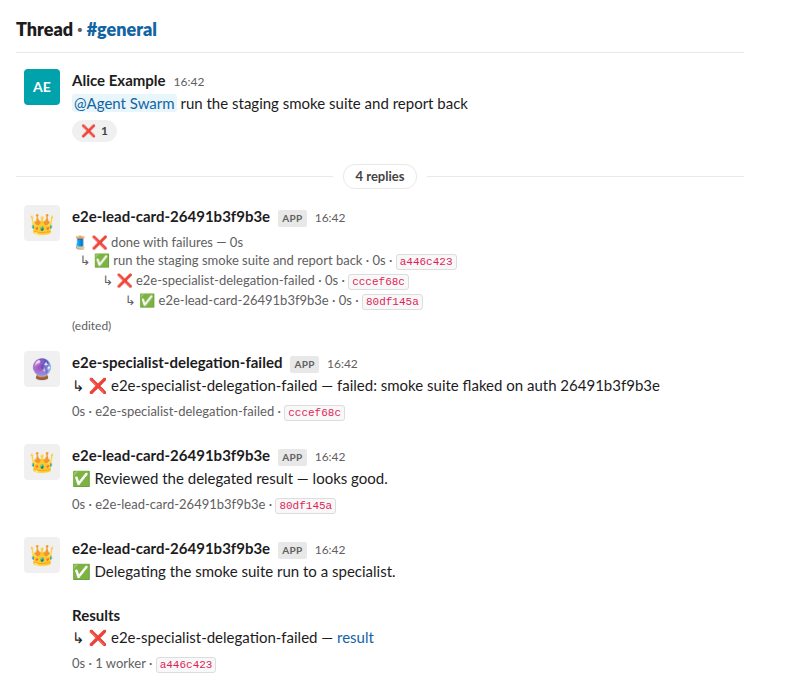 Thread · #general
AE
Alice Example 16:42
@Agent Swarm run the staging smoke suite and report back
❌ 1
4 replies
e2e-lead-card-26491b3f9b3e APP 16:42
🧵 ❌ done with failures — 0s
↳ ✅ run the staging smoke suite and report back · 0s · a446c423
↳ ❌ e2e-specialist-delegation-failed · 0s · cccef68c
↳ ✅ e2e-lead-card-26491b3f9b3e · 0s · 80df145a
(edited)
e2e-specialist-delegation-failed APP 16:42
↳ ❌ e2e-specialist-delegation-failed — failed: smoke suite flaked on auth 26491b3f9b3e
0s · e2e-specialist-delegation-failed · cccef68c
e2e-lead-card-26491b3f9b3e APP 16:42
✅ Reviewed the delegated result — looks good.
0s · e2e-lead-card-26491b3f9b3e · 80df145a
e2e-lead-card-26491b3f9b3e APP 16:42
✅ Delegating the smoke suite run to a specialist.
Results
↳ ❌ e2e-specialist-delegation-failed — result
0s · 1 worker · a446c423